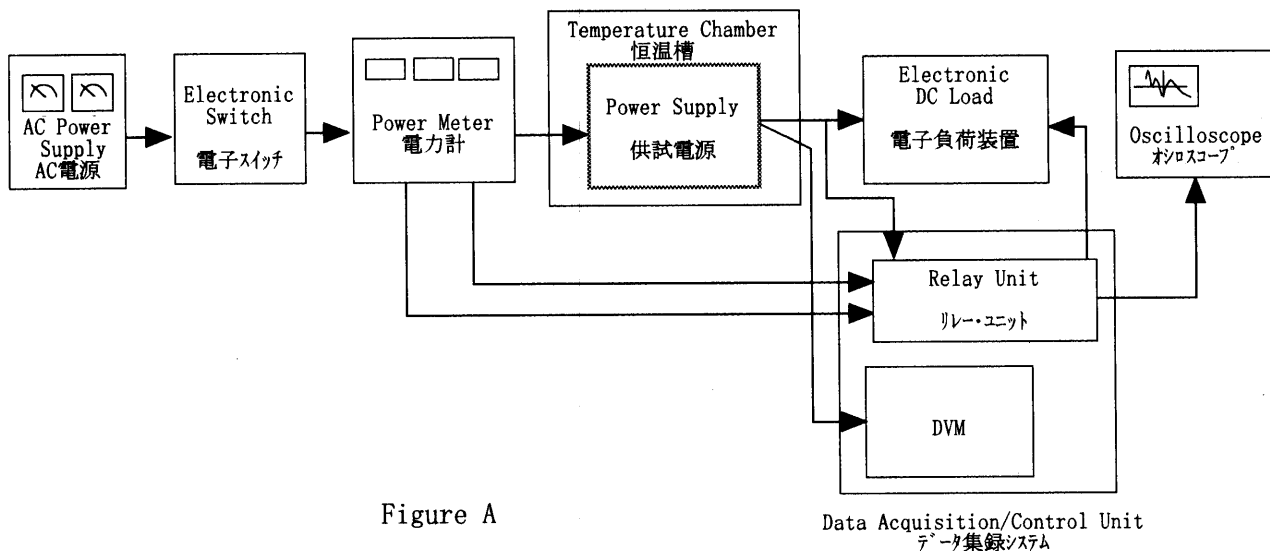 AC Power
Supply
AC電源
Electronic
Switch
電子スイッチ
Power Meter
電力計
Temperature Chamber
恒温槽
Power Supply
供試電源
Electronic
DC Load
電子負荷装置
Oscilloscope
オシロスコープ
Relay Unit
リレー・ユニット
DVM
Data Acquisition/Control Unit
データ集録システム
Figure A